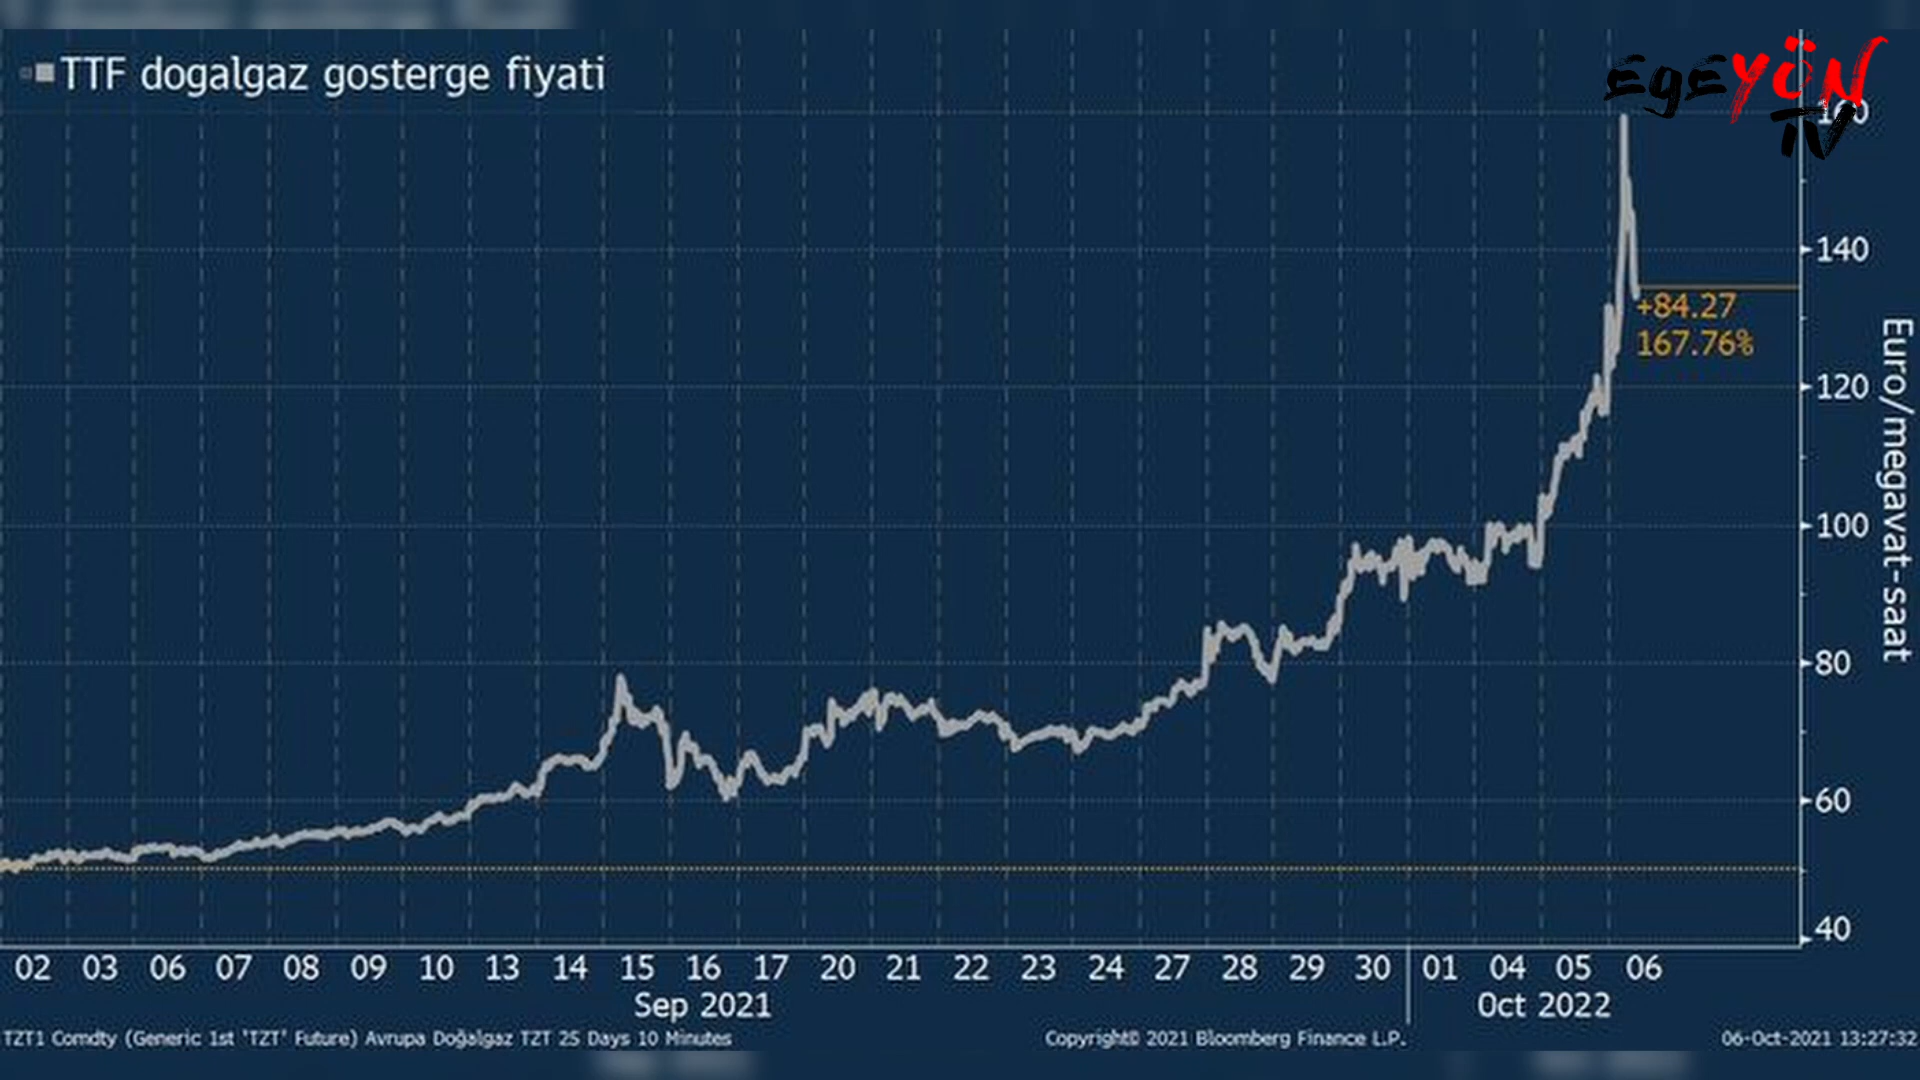 TTF dogalgaz gosterge fiyati
EgeYÖN
TV
160
140
+84.27
167.76%
120
100
80
60
40
Euro/megavat-saat
02 03 06 07 08 09 10 13 14 15 16 17 20 21 22 23 24 27 28 29 30 01 04 05 06
Sep 2021 Oct 2022
TZT1 Comdty (Generic 1st 'TZT' Future) Avrupa Doğalgaz TZT 25 Days 10 Minutes Copyright© 2021 Bloomberg Finance L.P. 06-Oct-2021 13:27:32